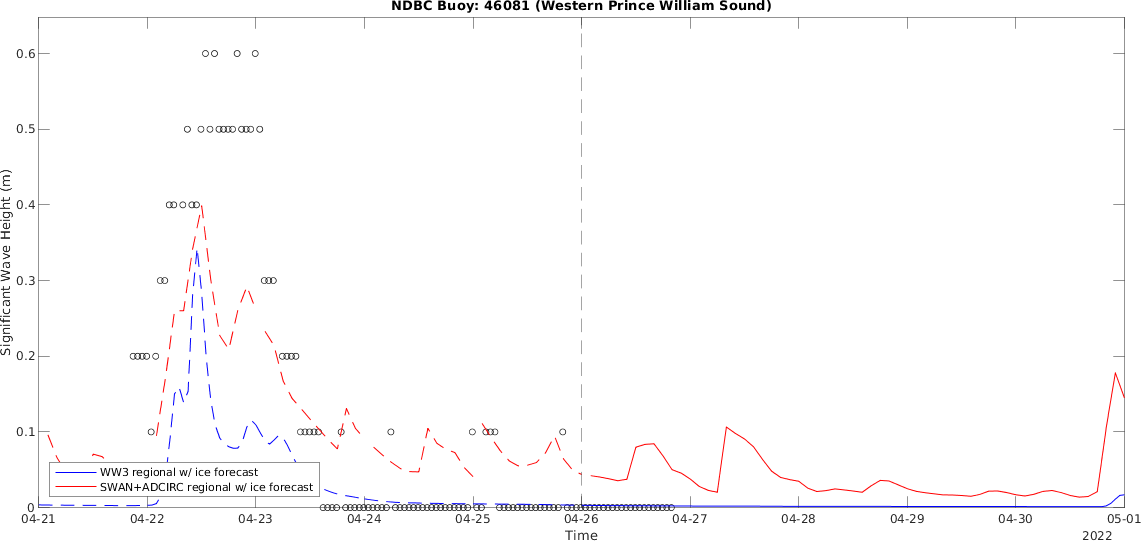 NDBC Buoy: 46081 (Western Prince William Sound)
Significant Wave Height (m)
0.6
0.5
0.4
0.3
0.2
0.1
0
WW3 regional w/ ice forecast
SWAN+ADCIRC regional w/ ice forecast
04-21 04-22 04-23 04-24 04-25 04-26 04-27 04-28 04-29 04-30 05-01
Time
2022